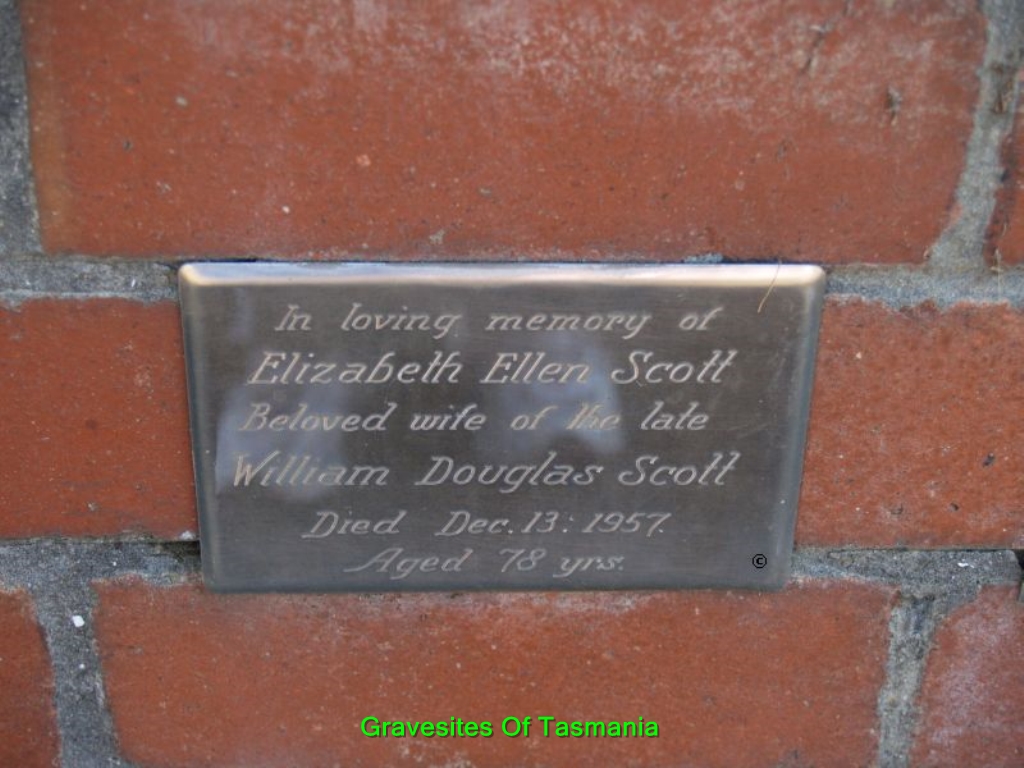 In loving memory of
Elizabeth Ellen Scott
Beloved wife of the late
William Douglas Scott
Died Dec. 13: 1957.
Aged 78 yrs.
©
Gravesites Of Tasmania